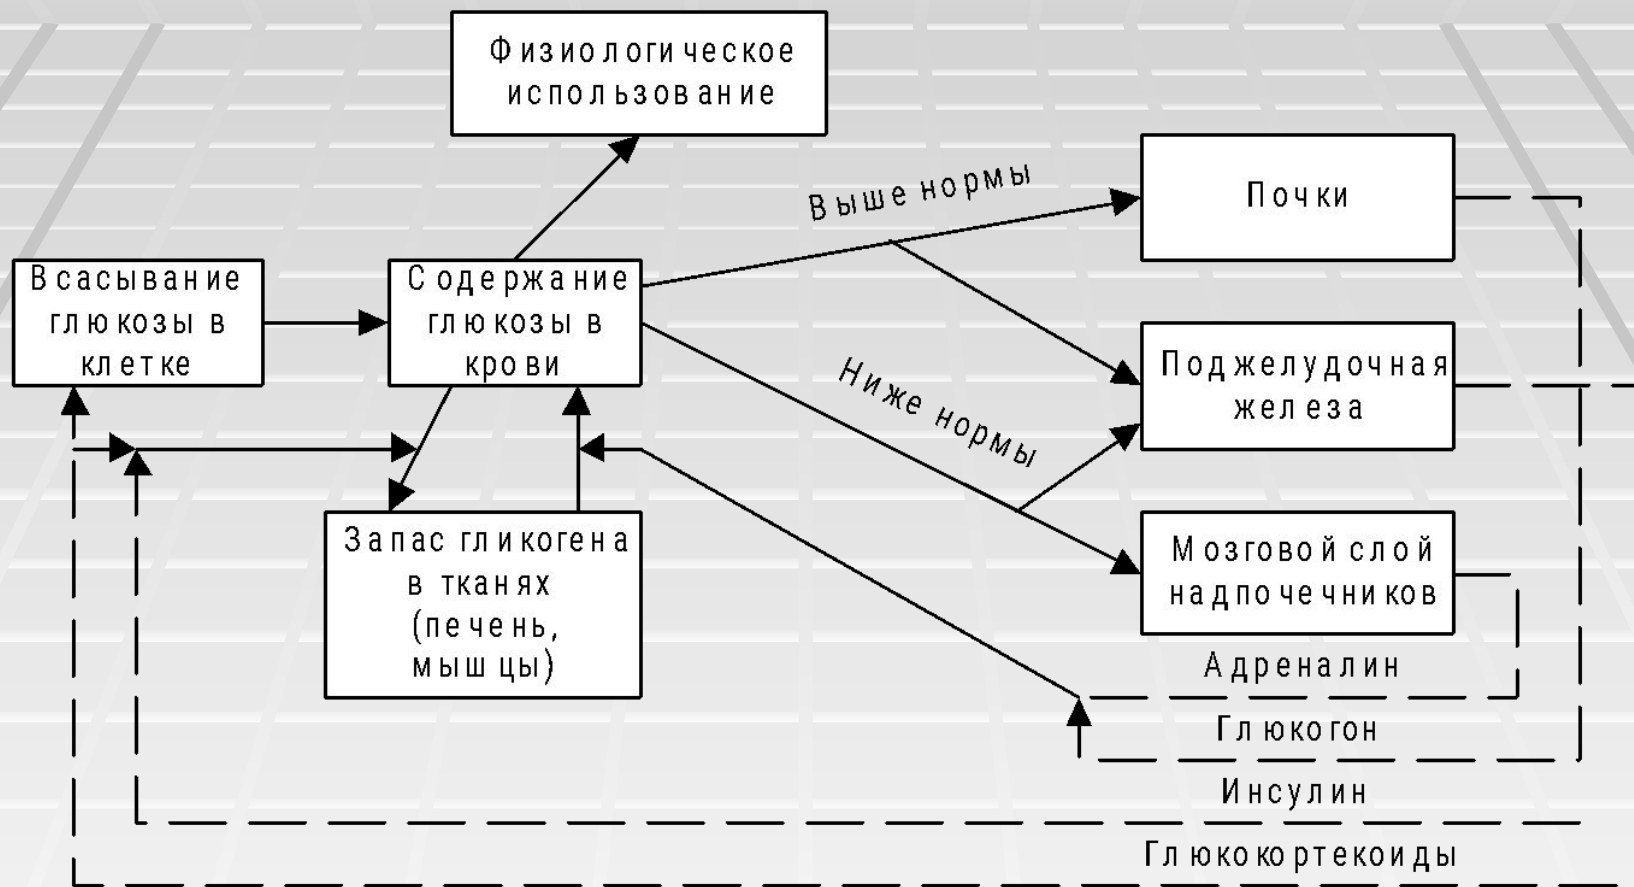 Физиологическое
использование
Выше нормы
Почки
Всасывание
глюкозы в
клетке
Содержание
глюкозы в
крови
Ниже нормы
Поджелудочная
железа
Запас гликогена
в тканях
(печень,
мышцы)
Мозговой слой
надпочечников
Адреналин
Глюкогон
Инсулин
Глюкокортекоиды